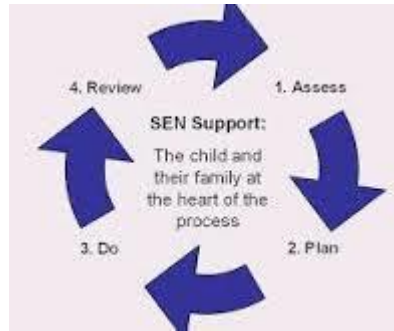 4. Review
1. Assess
SEN Support:
The child and
their family at
the heart of the
process
3. Do
2. Plan